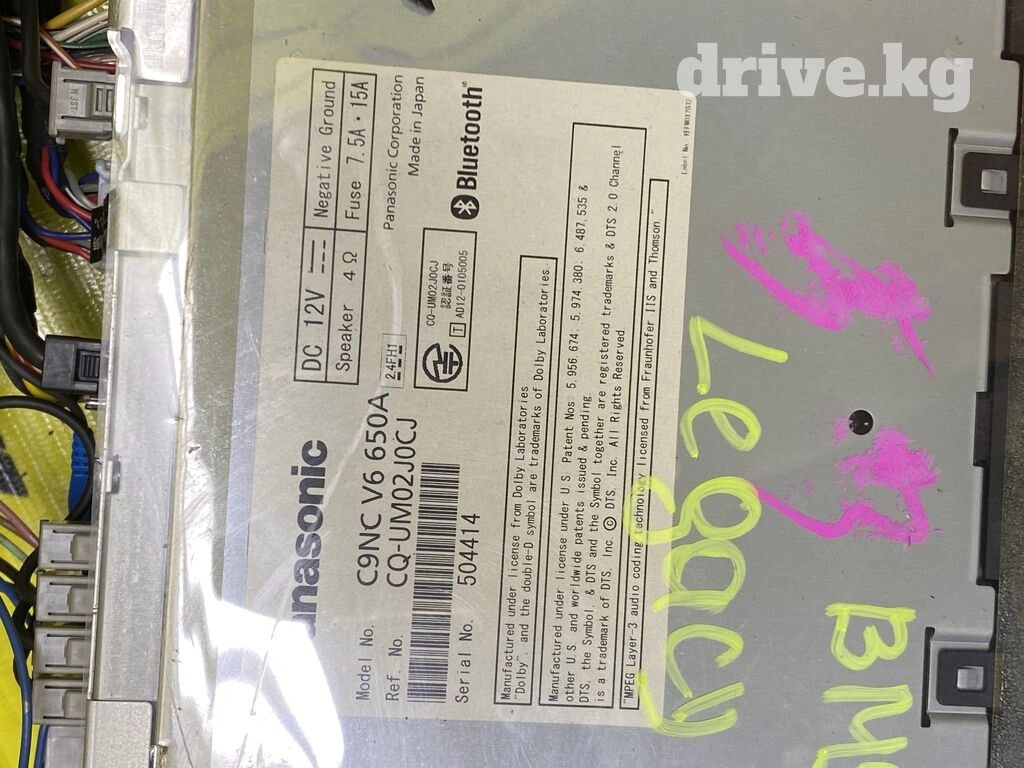 drive.kg
Panasonic
Model No. C9NC V6 650A
Ref. No. CQ-UM02J0CJ
Serial No. 504414
2.4FH1
DC 12V Negative Ground
Speaker 4 Ω Fuse 7.5A・15A
Panasonic Corporation
Made in Japan
CQ-UM02J0CJ
認証番号
T AD12-0105005
Bluetooth®
Manufactured under license from Dolby Laboratories
"Dolby", and the double-D symbol are trademarks of Dolby Laboratories.
Manufactured under license under U.S. Patent Nos: 5,956,674; 5,974,380; 6,487,535 &
other U.S. and worldwide patents issued & pending.
DTS, the Symbol, & DTS and the Symbol together are registered trademarks & DTS 2.0 Channel
is a trademark of DTS, Inc. © DTS, Inc. All Rights Reserved
"MPEG Layer-3 audio coding technology licensed from Fraunhofer IIS and Thomson."
Legacy
BM